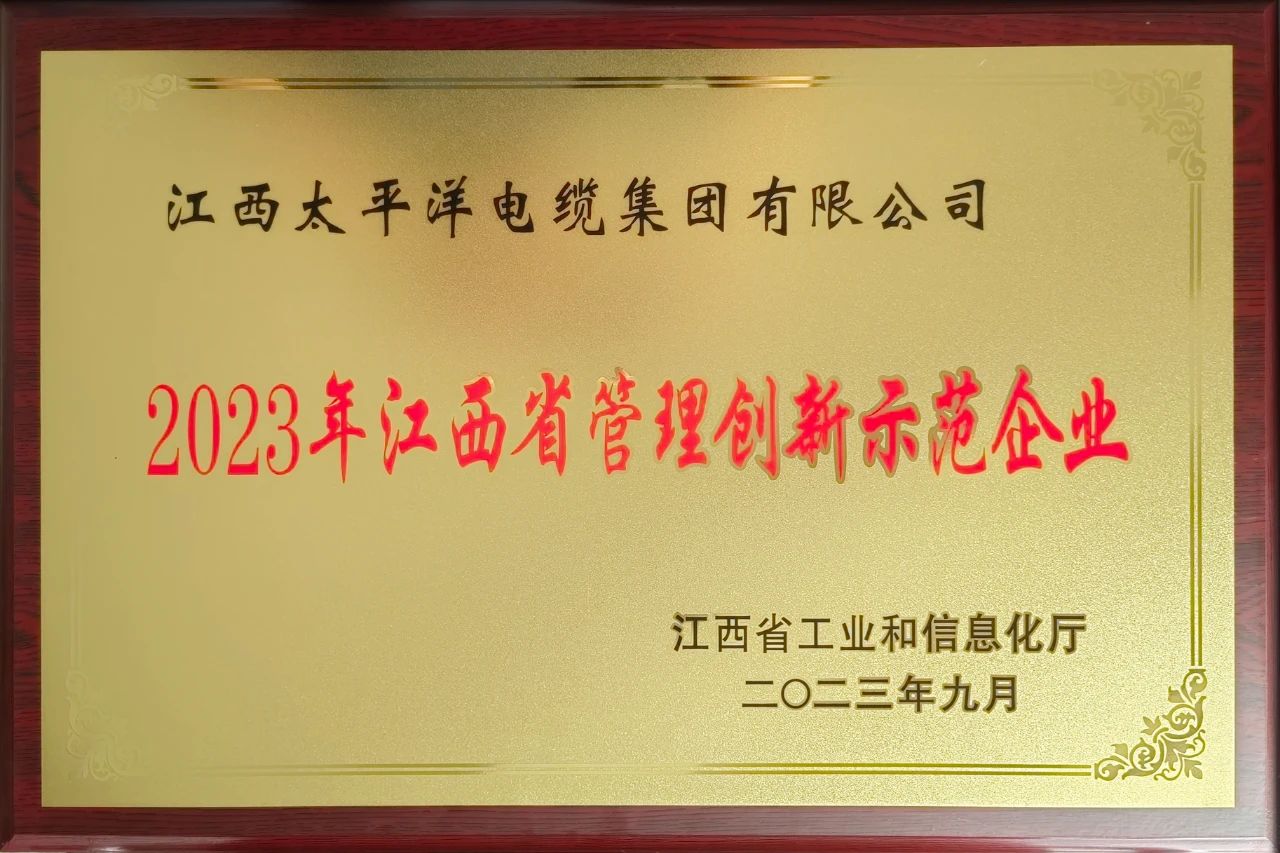 江西太平洋电缆集团有限公司
2023年江西省管理创新示范企业
江西省工业和信息化厅
二〇二三年九月